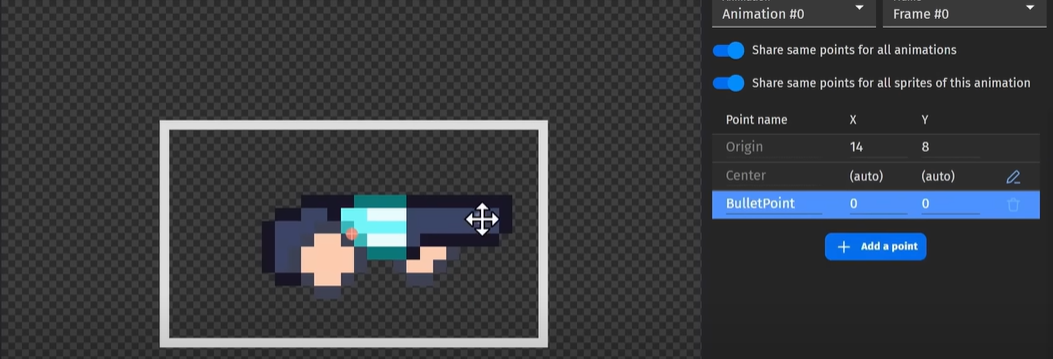 Animation #0
Frame #0
Share same points for all animations
Share same points for all sprites of this animation
Point name X Y
Origin 14 8
Center (auto) (auto)
BulletPoint 0 0
+ Add a point